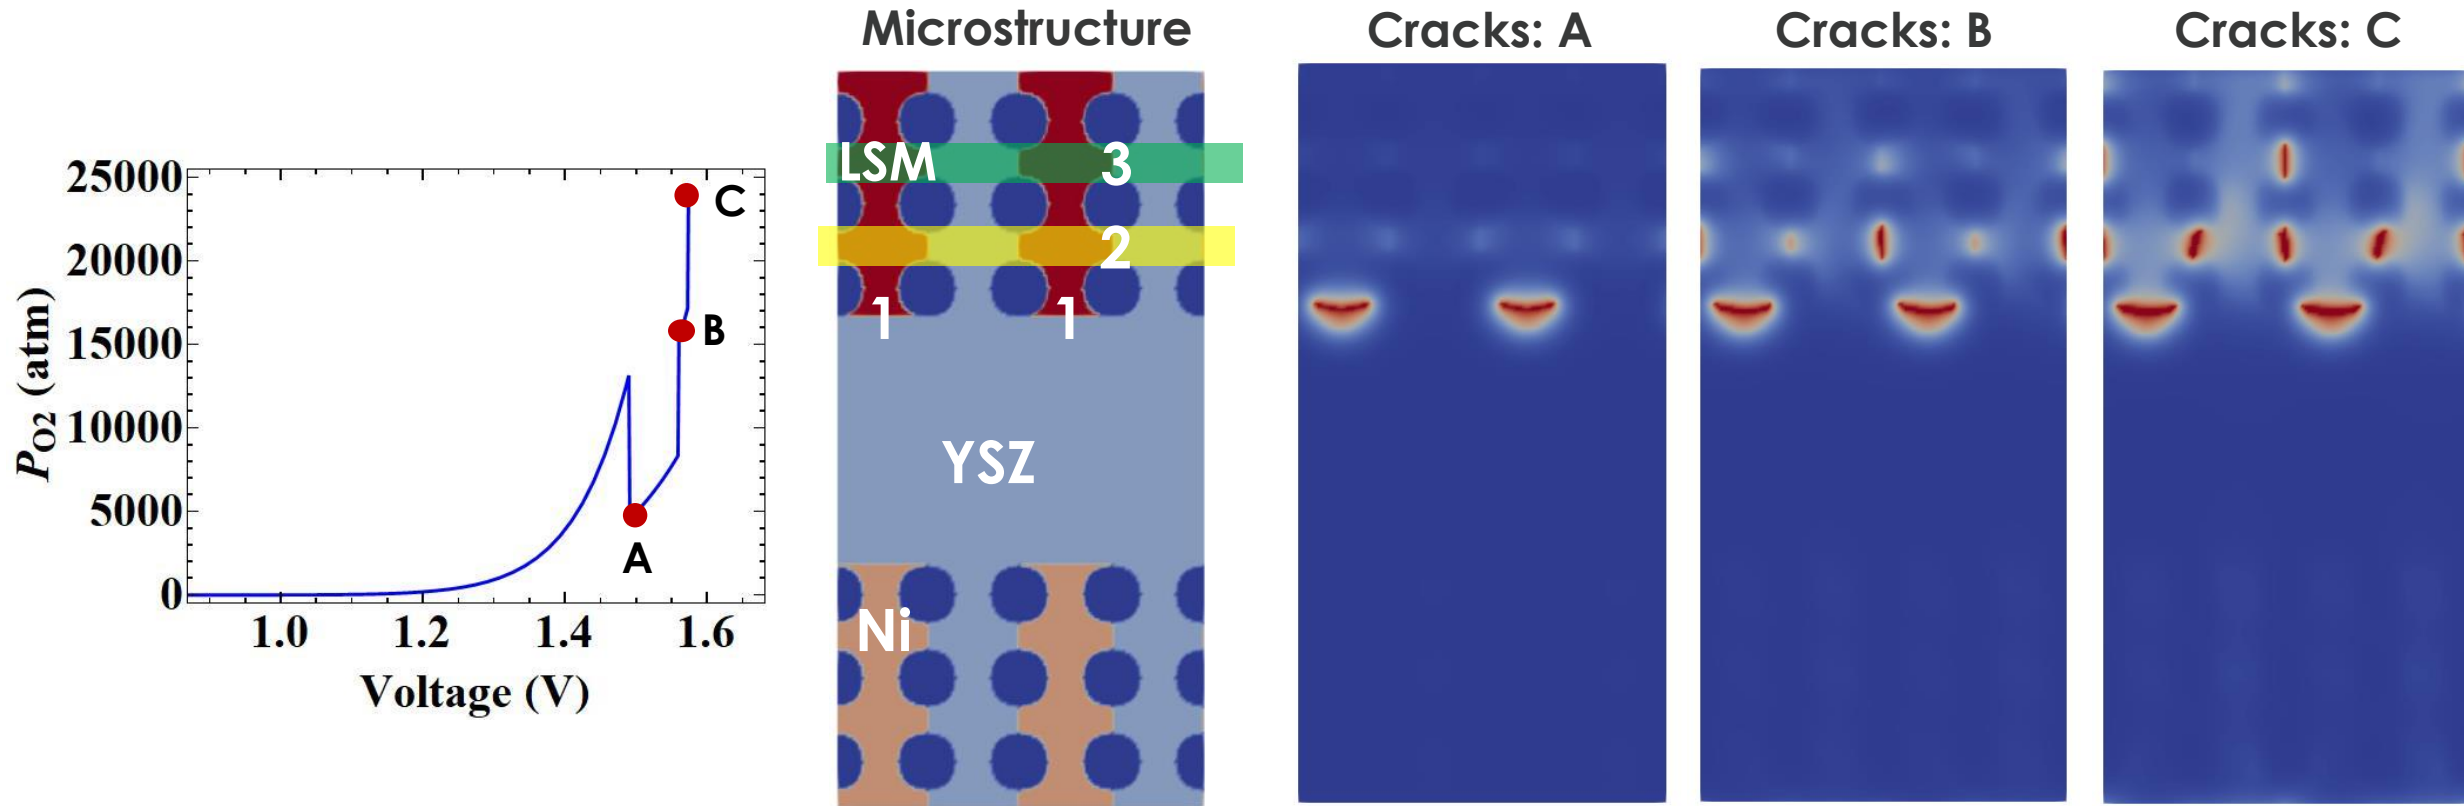 Microstructure
Cracks: A
Cracks: B
Cracks: C
25000
20000
15000
10000
5000
0
PO2 (atm)
1.0
1.2
1.4
1.6
Voltage (V)
A
B
C
LSM
3
2
1
1
YSZ
Ni